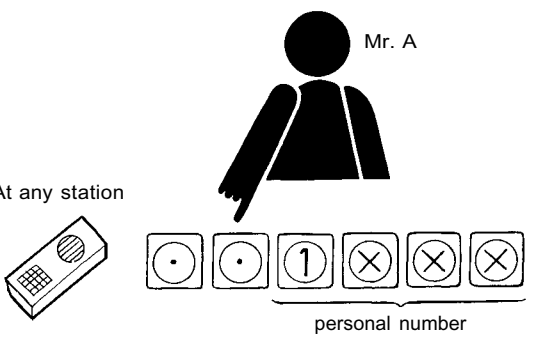 Mr. A
At any station
· · 1 × × ×
personal number